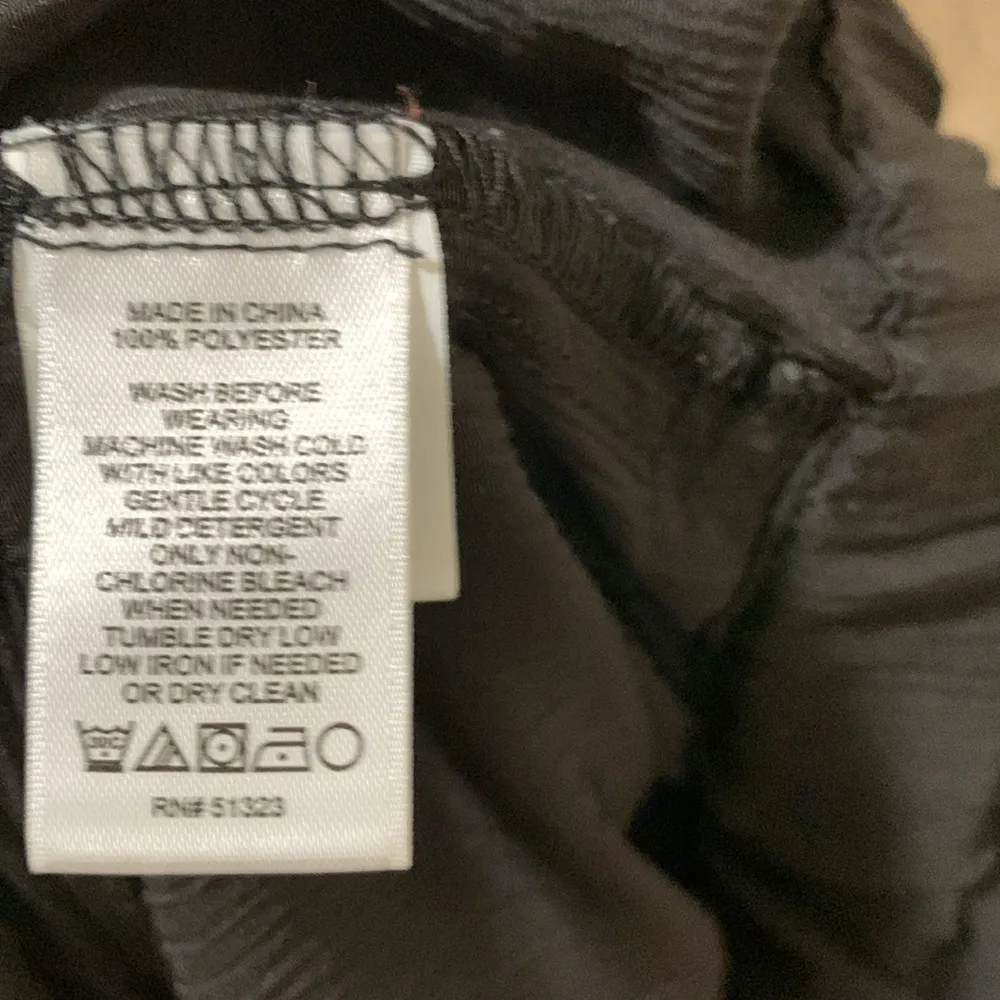 MADE IN CHINA
100% POLYESTER
WASH BEFORE
WEARING
MACHINE WASH COLD
WITH LIKE COLORS
GENTLE CYCLE
MILD DETERGENT
ONLY NON-
CHLORINE BLEACH
WHEN NEEDED
TUMBLE DRY LOW
LOW IRON IF NEEDED
OR DRY CLEAN
30C
RN# 51323